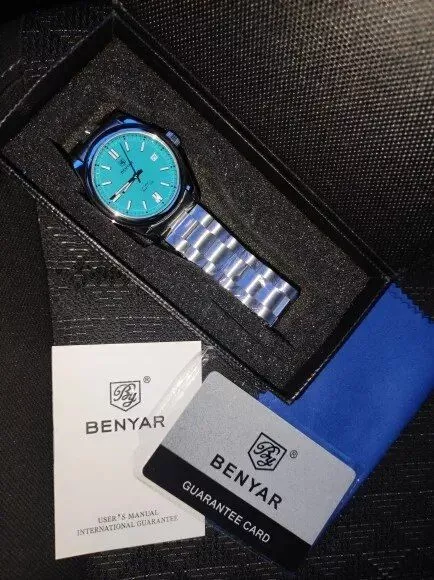 By ®
BENYAR
USER'S MANUAL
INTERNATIONAL GUARANTEE
By ®
BENYAR
GUARANTEE CARD